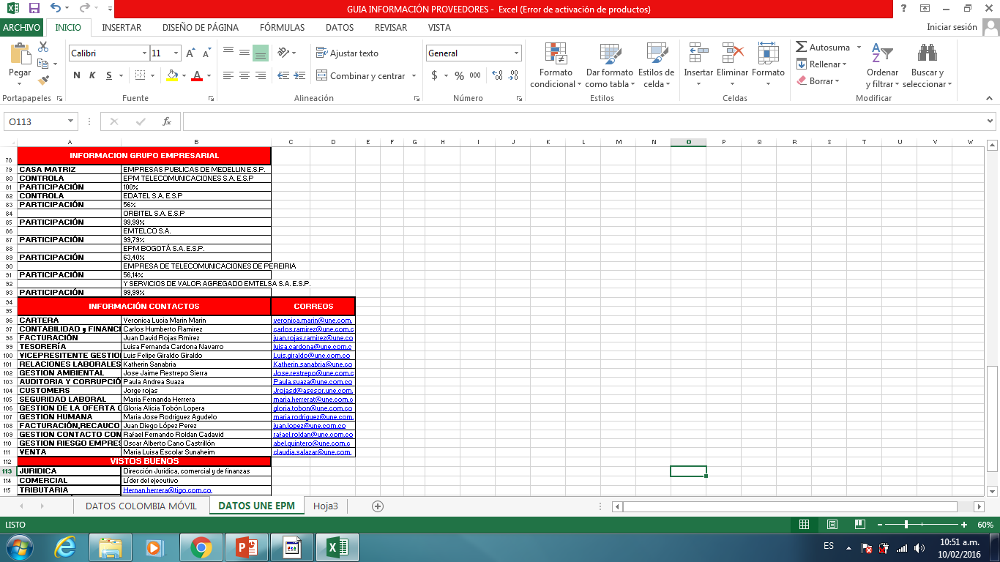 GUIA INFORMACIÓN PROVEEDORES - Excel (Error de activación de productos)
ARCHIVO INICIO INSERTAR DISEÑO DE PÁGINA FÓRMULAS DATOS REVISAR VISTA Iniciar sesión
Calibri 11 Ajustar texto General Autosuma
Pegar N K S Combinar y centrar $ % 000 Formato condicional Dar formato como tabla Estilos de celda Insertar Eliminar Formato Rellenar Borrar Ordenar y filtrar Buscar y seleccionar
Portapapeles Fuente Alineación Número Estilos Celdas Modificar
O113 fx
A B C D E F G H I J K L M N O P Q R S T U V W
78 INFORMACION GRUPO EMPRESARIAL
79 CASA MATRIZ EMPRESAS PUBLICAS DE MEDELLIN E.S.P.
80 CONTROLA EPM TELECOMUNICACIONES S.A. E.S.P
81 PARTICIPACIÓN 100%
82 CONTROLA EDATEL S.A. E.S.P
83 PARTICIPACIÓN 56%
84 ORBITEL S.A. E.S.P
85 PARTICIPACIÓN 99,99%
86 EMTELCO S.A.
87 PARTICIPACIÓN 99,79%
88 EPM BOGOTÁ S.A. E.S.P.
89 PARTICIPACIÓN 63,40%
90 EMPRESA DE TELECOMUNICACIONES DE PEREIRIA
91 PARTICIPACIÓN 56,14%
92 Y SERVICIOS DE VALOR AGREGADO EMTELSA S.A. E.S.P.
93 PARTICIPACIÓN 99,99%
94
95 INFORMACIÓN CONTACTOS CORREOS
96 CARTERA Veronica Lucia Marin Marin veronica.marin@une.com.
97 CONTABILIDAD y FINANCI Carlos Humberto Ramirez carlos.ramirez@une.com.c
98 FACTURACIÓN Juan David Rojas Rmirez juan.rojas.ramirez@une.co
99 TESORERÍA Luisa Fernanda Cardona Navarro luisa.cardona@une.com.c
100 VICEPRESITENTE GESTIO Luis Felipe Giraldo Giraldo Luis.giraldo@une.com.co
101 RELACIONES LABORALES Katherin Sanabria Katherin.sanabria@une.co
102 GESTION AMBIENTAL Jose Jaime Restrepo Sierra Jose.restrepo@une.com.c
103 AUDITORIA Y CORRUPCIÓ Paula Andrea Suaza Paula.suaza@une.com.co
104 CUSTOMERS Jorge rojas Jrojasd@asesor.une.com.
105 SEGURIDAD LABORAL Maria Fernanda Herrera maria.herrerat@une.com.c
106 GESTION DE LA OFERTA C Gloria Alicia Tobón Lopera gloria.tobon@une.com.co
107 GESTION HUMANA Maria Jose Rodriguez Agudelo maria.rodriguez@une.com.
108 FACTURACIÓN,RECAUCO Juan Diego López Perez juan.lopez@une.com.co
109 GESTION CONTACTO CON Rafael Fernando Roldan Cadavid rafael.roldan@une.com.co
110 GESTION RIESGO EMPRES Oscar Alberto Cano Castrillón abel.quintero@une.com.c
111 VENTA Maria Luisa Escolar Sunaheim claudia.salazar@une.com.
112 VISTOS BUENOS
113 JURIDICA Dirección Juridica, comercial y de finanzas
114 COMERCIAL Líder del ejecutivo
115 TRIBUTARIA Hernan.herrera@tigo.com.co
DATOS COLOMBIA MÓVIL DATOS UNE EPM Hoja3
LISTO 60%
ES 10:51 a.m.
10/02/2016